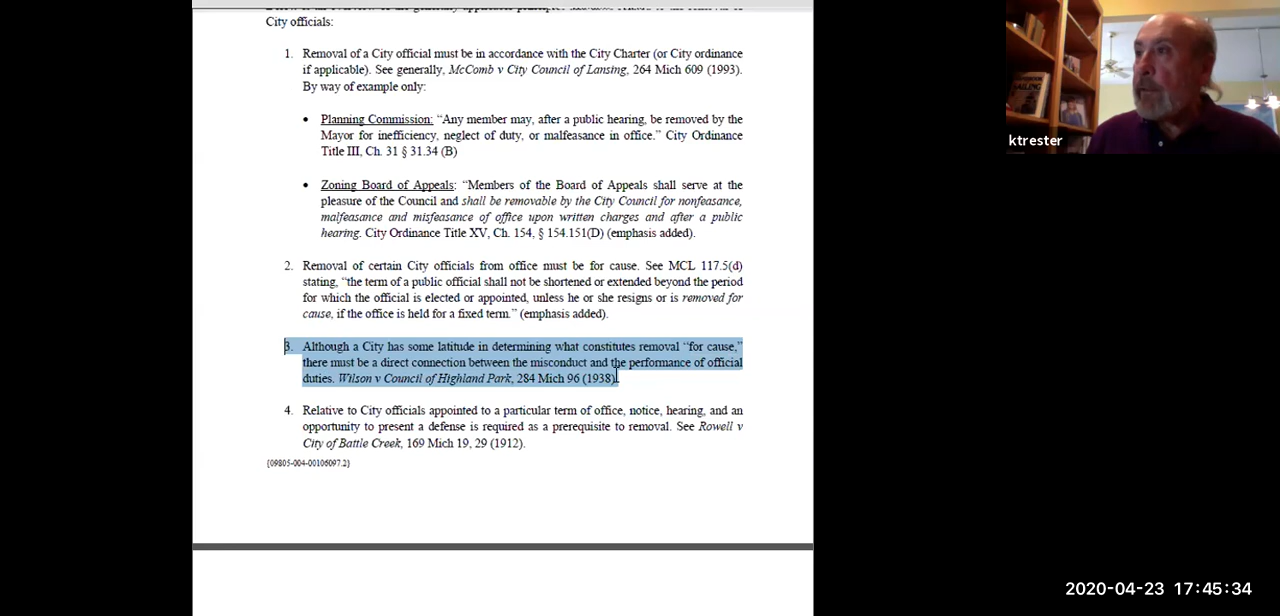 City officials:
1. Removal of a City official must be in accordance with the City Charter (or City ordinance
if applicable). See generally, McComb v City Council of Lansing, 264 Mich 609 (1993).
By way of example only:
• Planning Commission: “Any member may, after a public hearing, be removed by the
Mayor for inefficiency, neglect of duty, or malfeasance in office.” City Ordinance
Title III, Ch. 31 § 31.34 (B)
• Zoning Board of Appeals: “Members of the Board of Appeals shall serve at the
pleasure of the Council and shall be removable by the City Council for nonfeasance,
malfeasance and misfeasance of office upon written charges and after a public
hearing. City Ordinance Title XV, Ch. 154, § 154.151(D) (emphasis added).
2. Removal of certain City officials from office must be for cause. See MCL 117.5(d)
stating, “the term of a public official shall not be shortened or extended beyond the period
for which the official is elected or appointed, unless he or she resigns or is removed for
cause, if the office is held for a fixed term.” (emphasis added).
3. Although a City has some latitude in determining what constitutes removal “for cause,”
there must be a direct connection between the misconduct and the performance of official
duties. Wilson v Council of Highland Park, 284 Mich 96 (1938).
4. Relative to City officials appointed to a particular term of office, notice, hearing, and an
opportunity to present a defense is required as a prerequisite to removal. See Rowell v
City of Battle Creek, 169 Mich 19, 29 (1912).
{09805-004-00106097.2}
ktrester
SAILING
2020-04-23 17:45:34